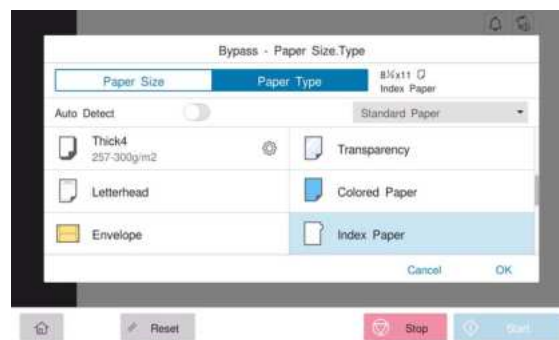 Bypass - Paper Size.Type
Paper Size
Paper Type
8½x11
Index Paper
Auto Detect
Standard Paper
Thick4
257-300g/m2
Transparency
Letterhead
Colored Paper
Envelope
Index Paper
Cancel
OK
Reset
Stop
Start